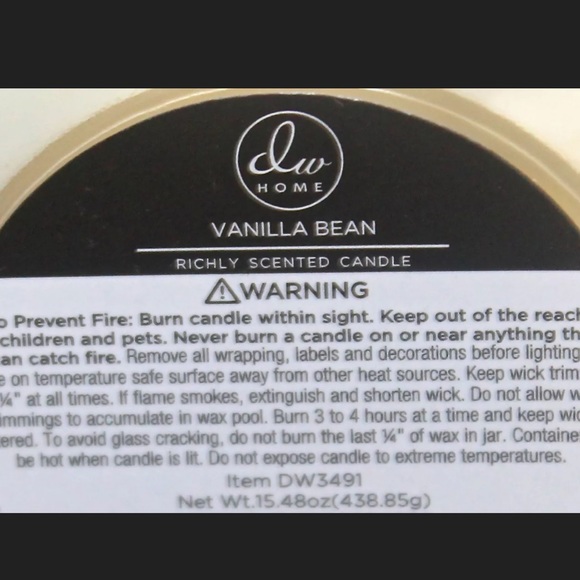 dw
HOME
VANILLA BEAN
RICHLY SCENTED CANDLE
⚠WARNING
o Prevent Fire: Burn candle within sight. Keep out of the reach
children and pets. Never burn a candle on or near anything th
an catch fire. Remove all wrapping, labels and decorations before lighting
e on temperature safe surface away from other heat sources. Keep wick trim
¼" at all times. If flame smokes, extinguish and shorten wick. Do not allow w
immings to accumulate in wax pool. Burn 3 to 4 hours at a time and keep wic
ered. To avoid glass cracking, do not burn the last ¼" of wax in jar. Containe
be hot when candle is lit. Do not expose candle to extreme temperatures.
Item DW3491
Net Wt.15.48oz(438.85g)